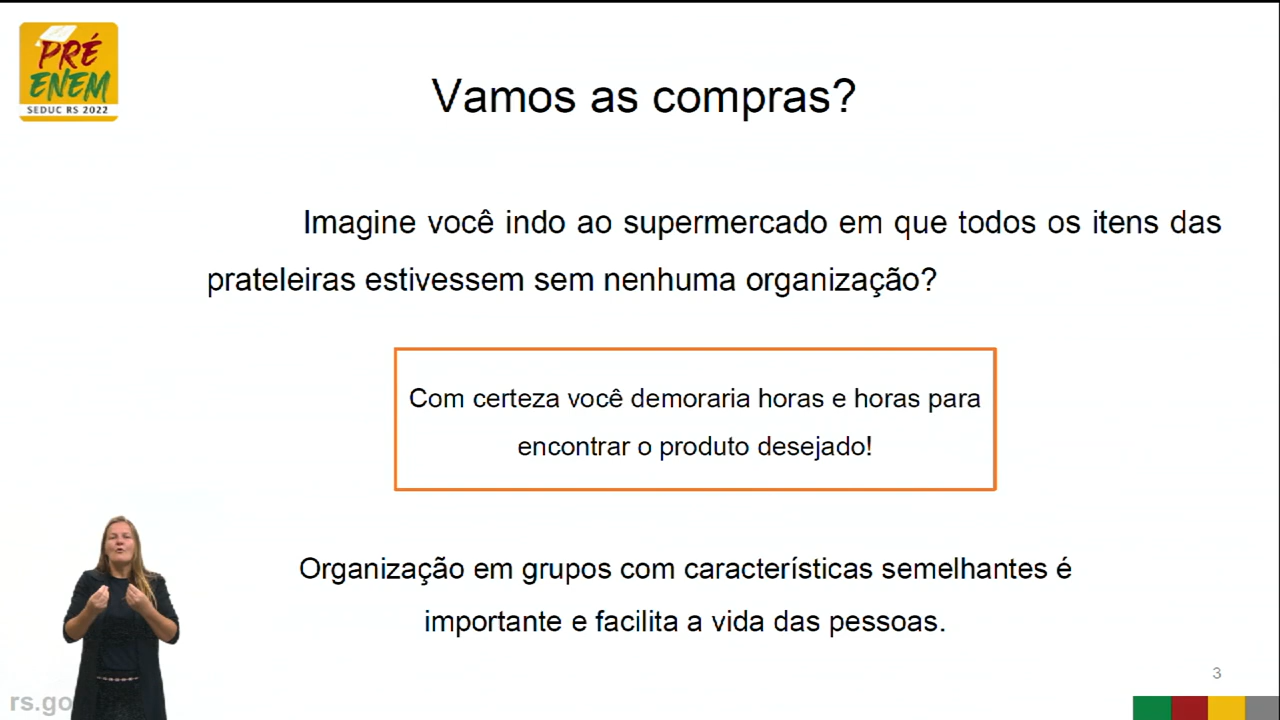 PRÉ
ENEM
SEDUC RS 2022
Vamos as compras?
Imagine você indo ao supermercado em que todos os itens das
prateleiras estivessem sem nenhuma organização?
Com certeza você demoraria horas e horas para
encontrar o produto desejado!
Organização em grupos com características semelhantes é
importante e facilita a vida das pessoas.
3
rs.go